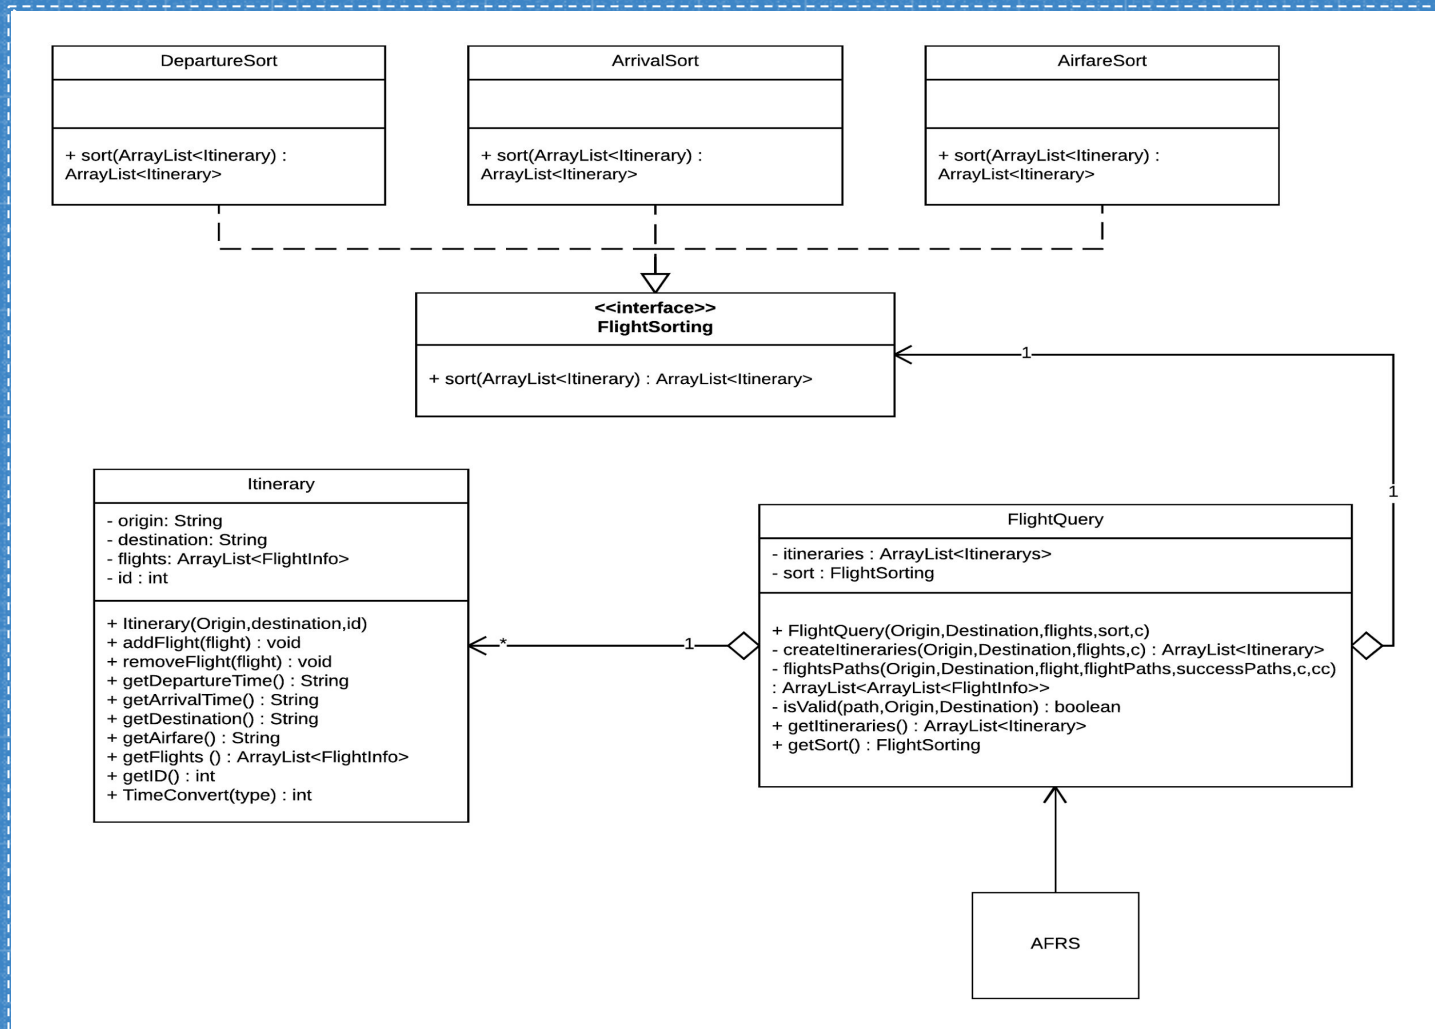 DepartureSort
+ sort(ArrayList<Itinerary) :
ArrayList<Itinerary>
ArrivalSort
+ sort(ArrayList<Itinerary) :
ArrayList<Itinerary>
AirfareSort
+ sort(ArrayList<Itinerary) :
ArrayList<Itinerary>
<<interface>>
FlightSorting
+ sort(ArrayList<Itinerary) : ArrayList<Itinerary>
1
1
Itinerary
- origin: String
- destination: String
- flights: ArrayList<FlightInfo>
- id : int
+ Itinerary(Origin,destination,id)
+ addFlight(flight) : void
+ removeFlight(flight) : void
+ getDepartureTime() : String
+ getArrivalTime() : String
+ getDestination() : String
+ getAirfare() : String
+ getFlights () : ArrayList<FlightInfo>
+ getID() : int
+ TimeConvert(type) : int
*
1
FlightQuery
- itineraries : ArrayList<Itinerarys>
- sort : FlightSorting
+ FlightQuery(Origin,Destination,flights,sort,c)
- createItineraries(Origin,Destination,flights,c) : ArrayList<Itinerary>
- flightsPaths(Origin,Destination,flight,flightPaths,successPaths,c,cc)
: ArrayList<ArrayList<FlightInfo>>
- isValid(path,Origin,Destination) : boolean
+ getItineraries() : ArrayList<Itinerary>
+ getSort() : FlightSorting
AFRS